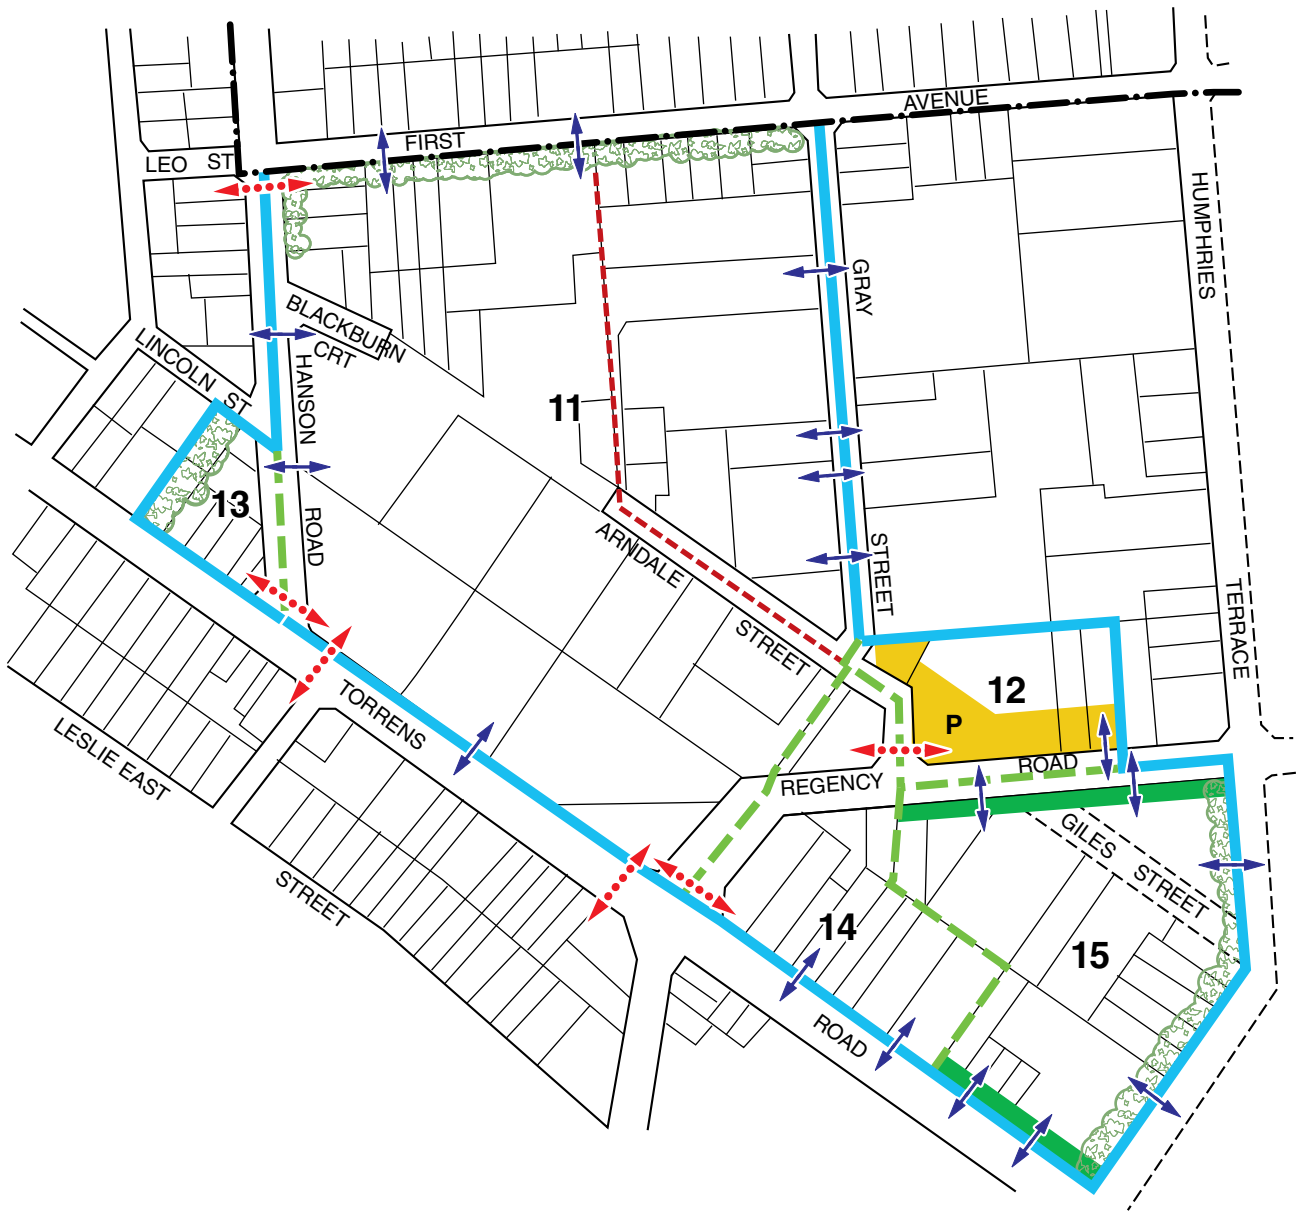 AVENUE
FIRST
LEO ST
HUMPHRIES
GRAY
BLACKBURN
CRT
LINCOLN ST
HANSON
11
13
ROAD
ARNDALE
STREET
STREET
TERRACE
STREET
12
P
TORRENS
LESLIE EAST
ROAD
REGENCY
GILES STREET
STREET
14
15
ROAD